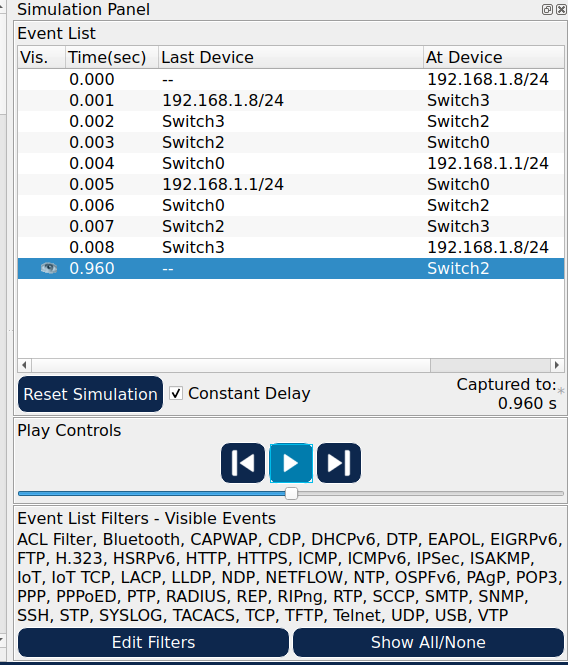 Simulation Panel
Event List
Vis. Time(sec) Last Device At Device
0.000 -- 192.168.1.8/24
0.001 192.168.1.8/24 Switch3
0.002 Switch3 Switch2
0.003 Switch2 Switch0
0.004 Switch0 192.168.1.1/24
0.005 192.168.1.1/24 Switch0
0.006 Switch0 Switch2
0.007 Switch2 Switch3
0.008 Switch3 192.168.1.8/24
0.960 -- Switch2
Reset Simulation Constant Delay Captured to: *
0.960 s
Play Controls
Event List Filters - Visible Events
ACL Filter, Bluetooth, CAPWAP, CDP, DHCPv6, DTP, EAPOL, EIGRPv6,
FTP, H.323, HSRPv6, HTTP, HTTPS, ICMP, ICMPv6, IPSec, ISAKMP,
IoT, IoT TCP, LACP, LLDP, NDP, NETFLOW, NTP, OSPFv6, PAgP, POP3,
PPP, PPPoED, PTP, RADIUS, REP, RIPng, RTP, SCCP, SMTP, SNMP,
SSH, STP, SYSLOG, TACACS, TCP, TFTP, Telnet, UDP, USB, VTP
Edit Filters Show All/None